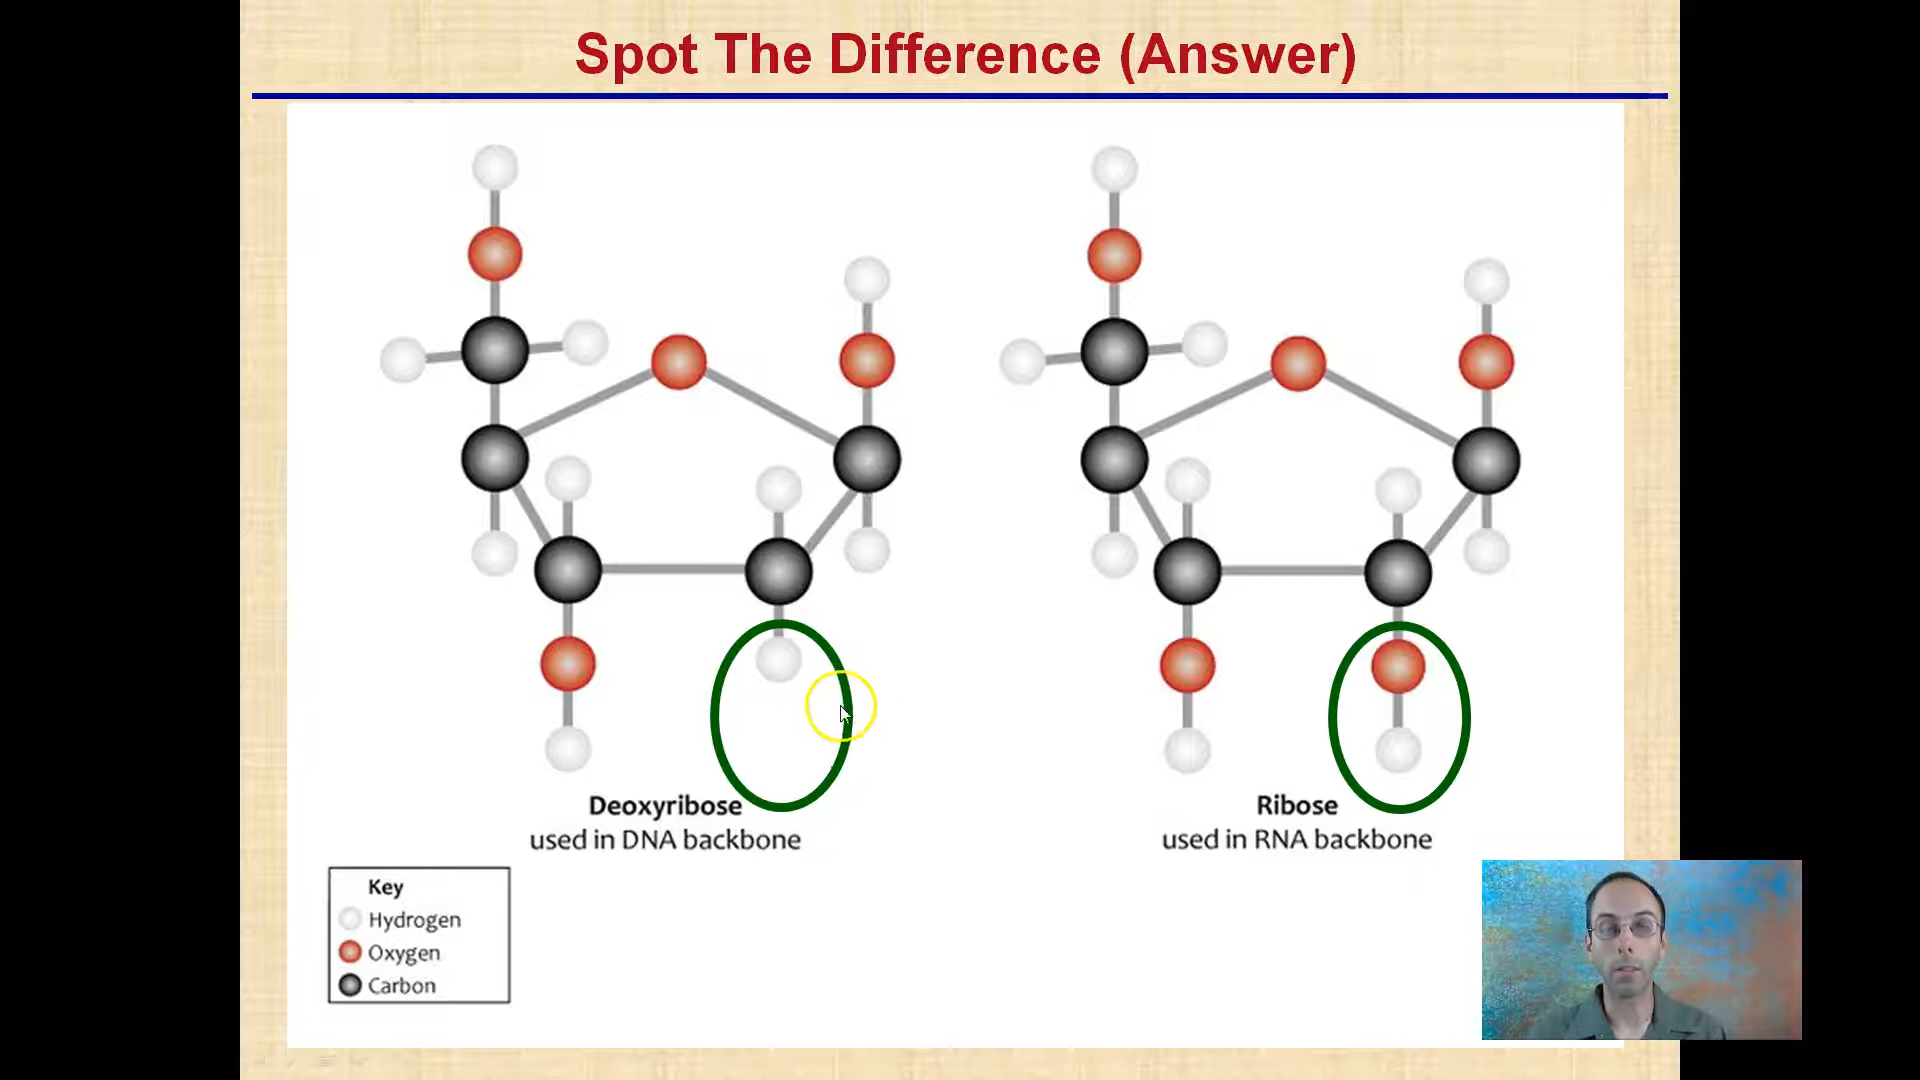 Spot The Difference (Answer)
Deoxyribose
used in DNA backbone
Ribose
used in RNA backbone
Key
Hydrogen
Oxygen
Carbon